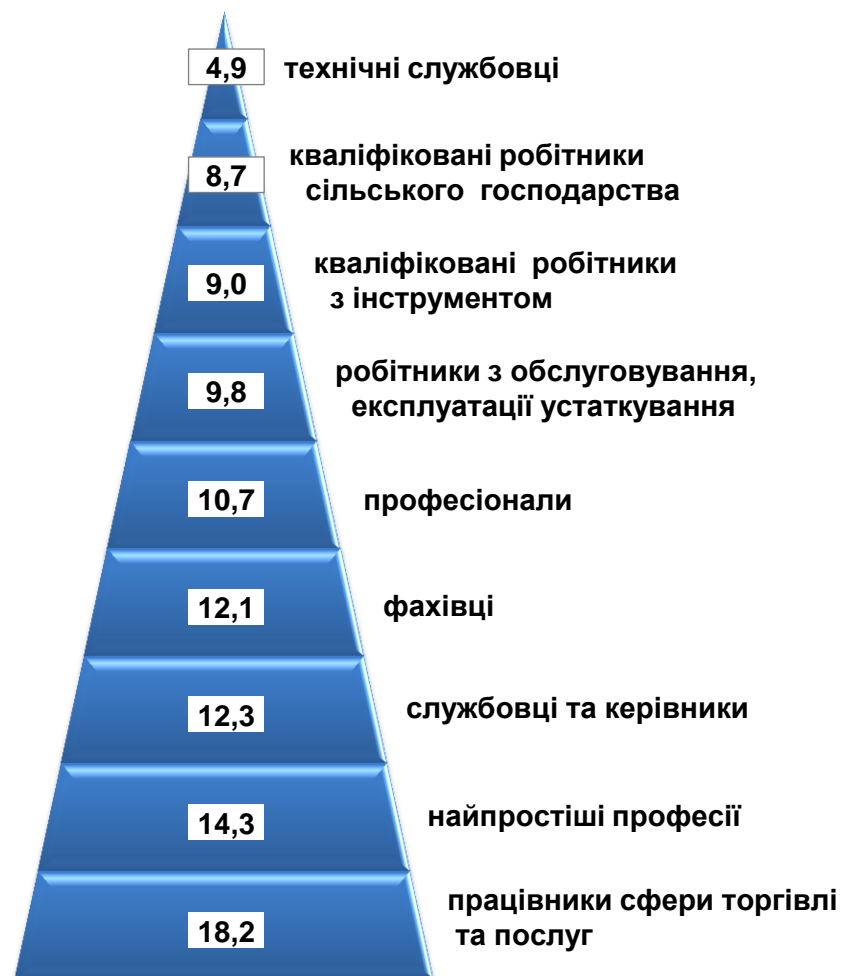 4,9 технічні службовці
8,7 кваліфіковані робітники
сільського господарства
9,0 кваліфіковані робітники
з інструментом
9,8 робітники з обслуговування,
експлуатації устаткування
10,7 професіонали
12,1 фахівці
12,3 службовці та керівники
14,3 найпростіші професії
18,2 працівники сфери торгівлі
та послуг